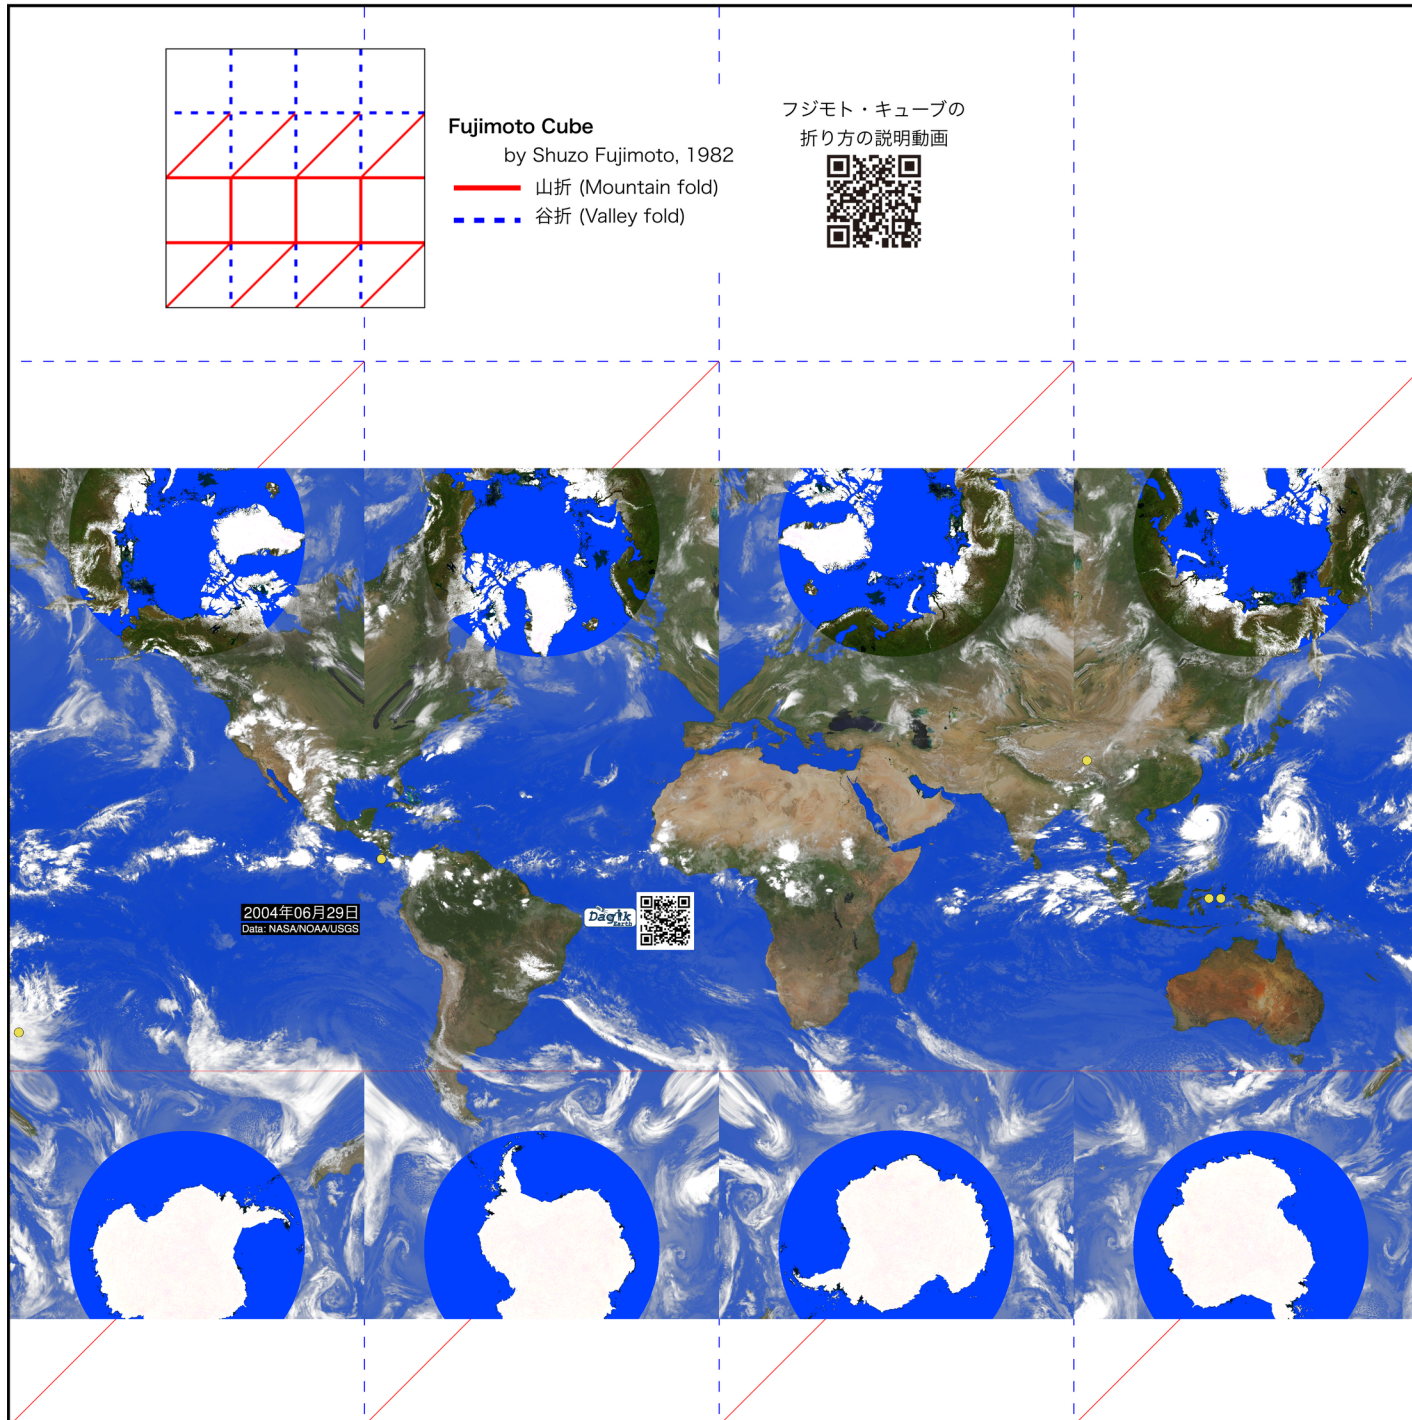 Fujimoto Cube
by Shuzo Fujimoto, 1982
山折 (Mountain fold)
谷折 (Valley fold)
フジモト・キューブの
折り方の説明動画
2004年06月29日
Data: NASA/NOAA/USGS
Dagik
Earth